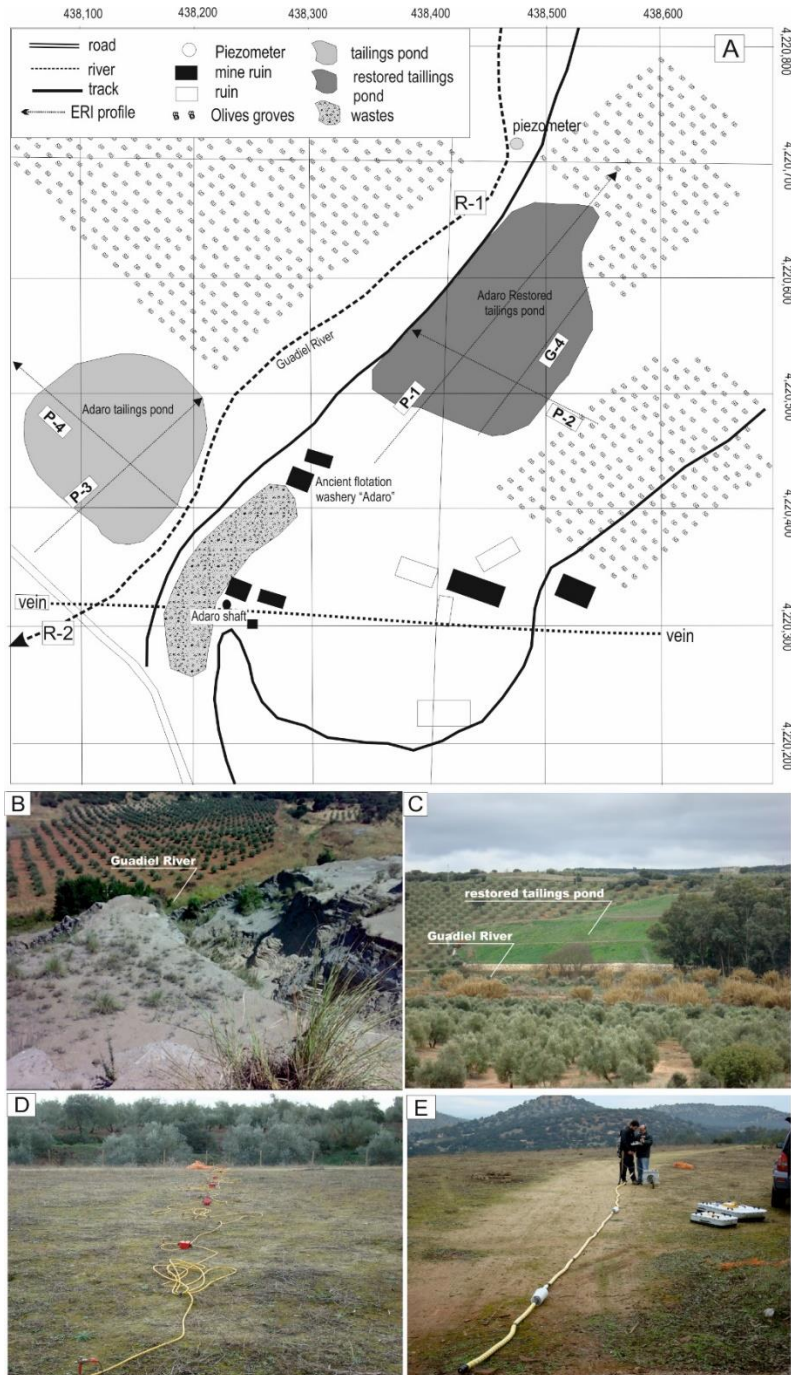 438,100 438,200 438,300 438,400 438,500 438,600
A
road
river
track
ERI profile
Piezometer
mine ruin
ruin
Olives groves
tailings pond
restored taillings
pond
wastes
4,220,800
piezometer
4,220,700
R-1
4,220,600
Adaro Restored
tailings pond
Guadiel River
G-4
P-1
P-2
4,220,500
P-4
Adaro tailings pond
P-3
Ancient flotation
washery “Adaro”
4,220,400
vein
Adaro shaft
vein
4,220,300
R-2
4,220,200
B
Guadiel River
C
restored tailings pond
Guadiel River
D
E